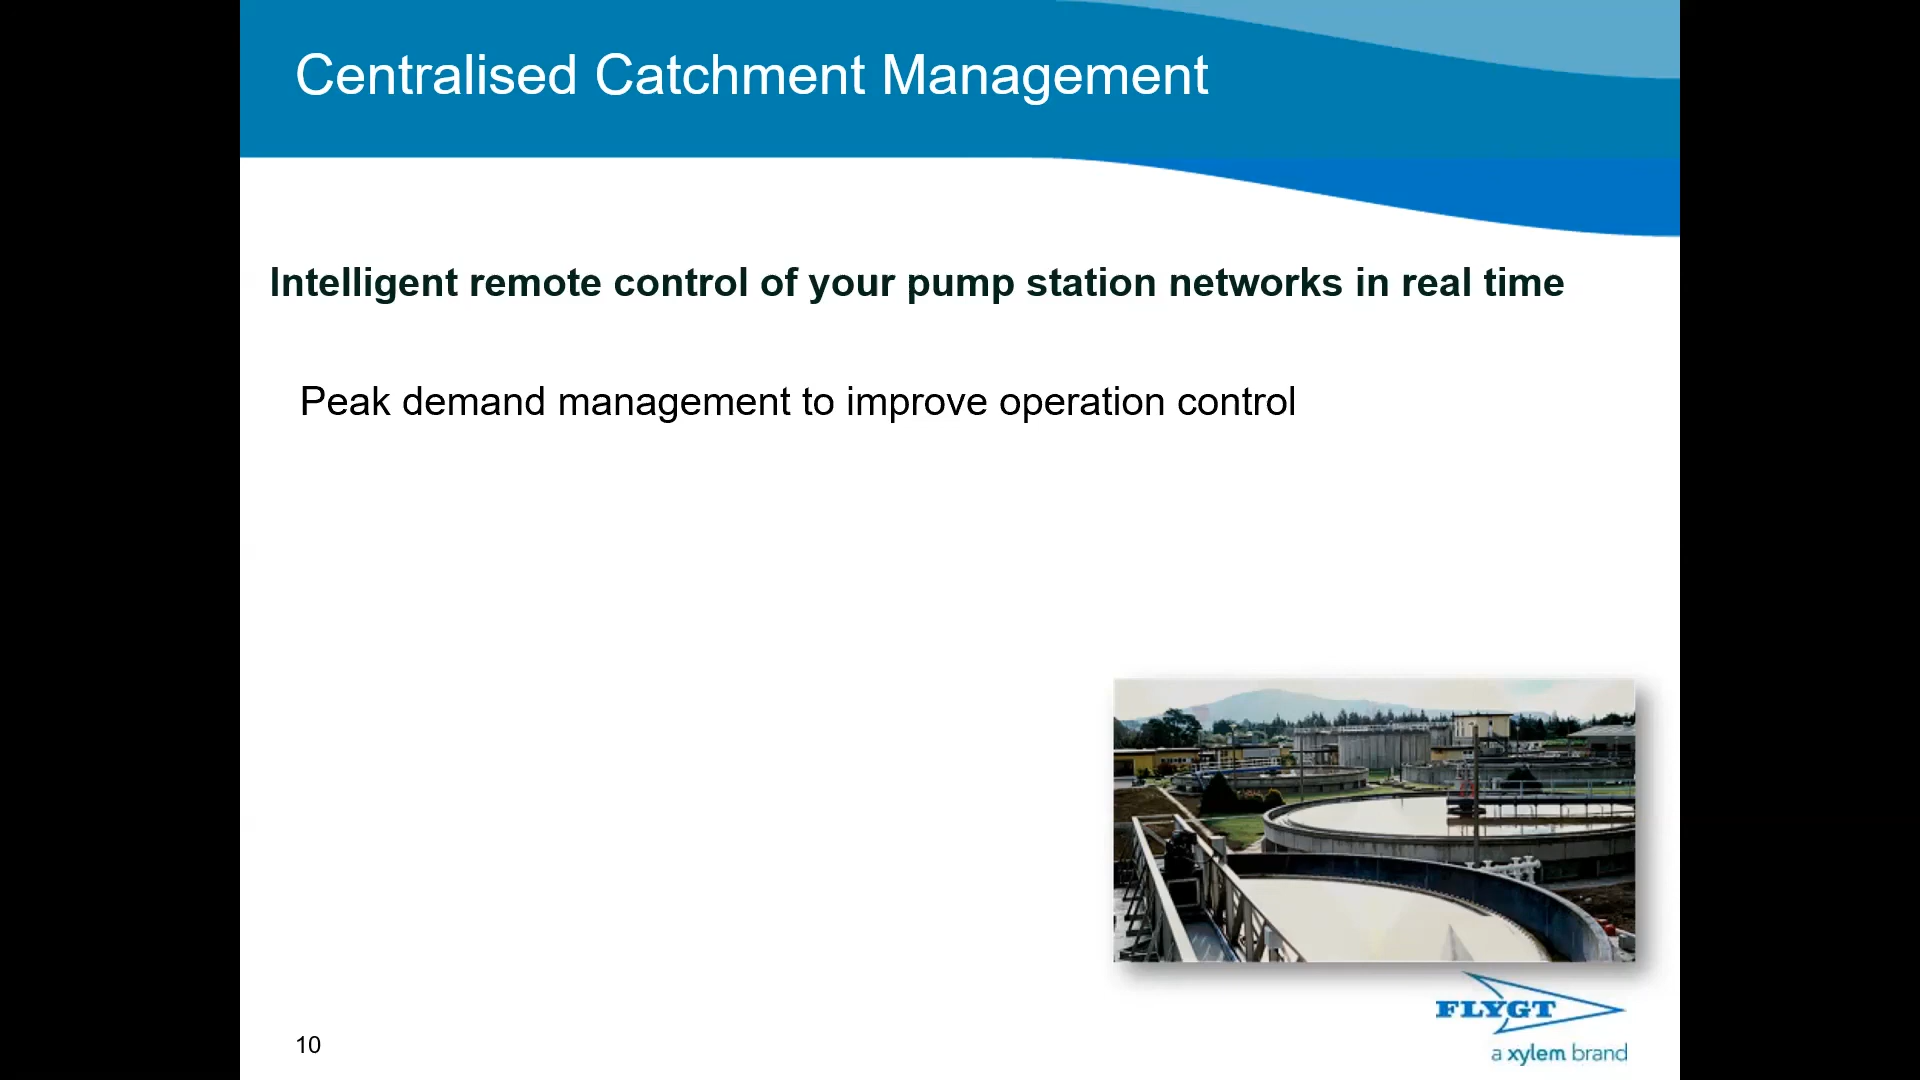 Centralised Catchment Management
Intelligent remote control of your pump station networks in real time
Peak demand management to improve operation control
FLYGT
a xylem brand
10